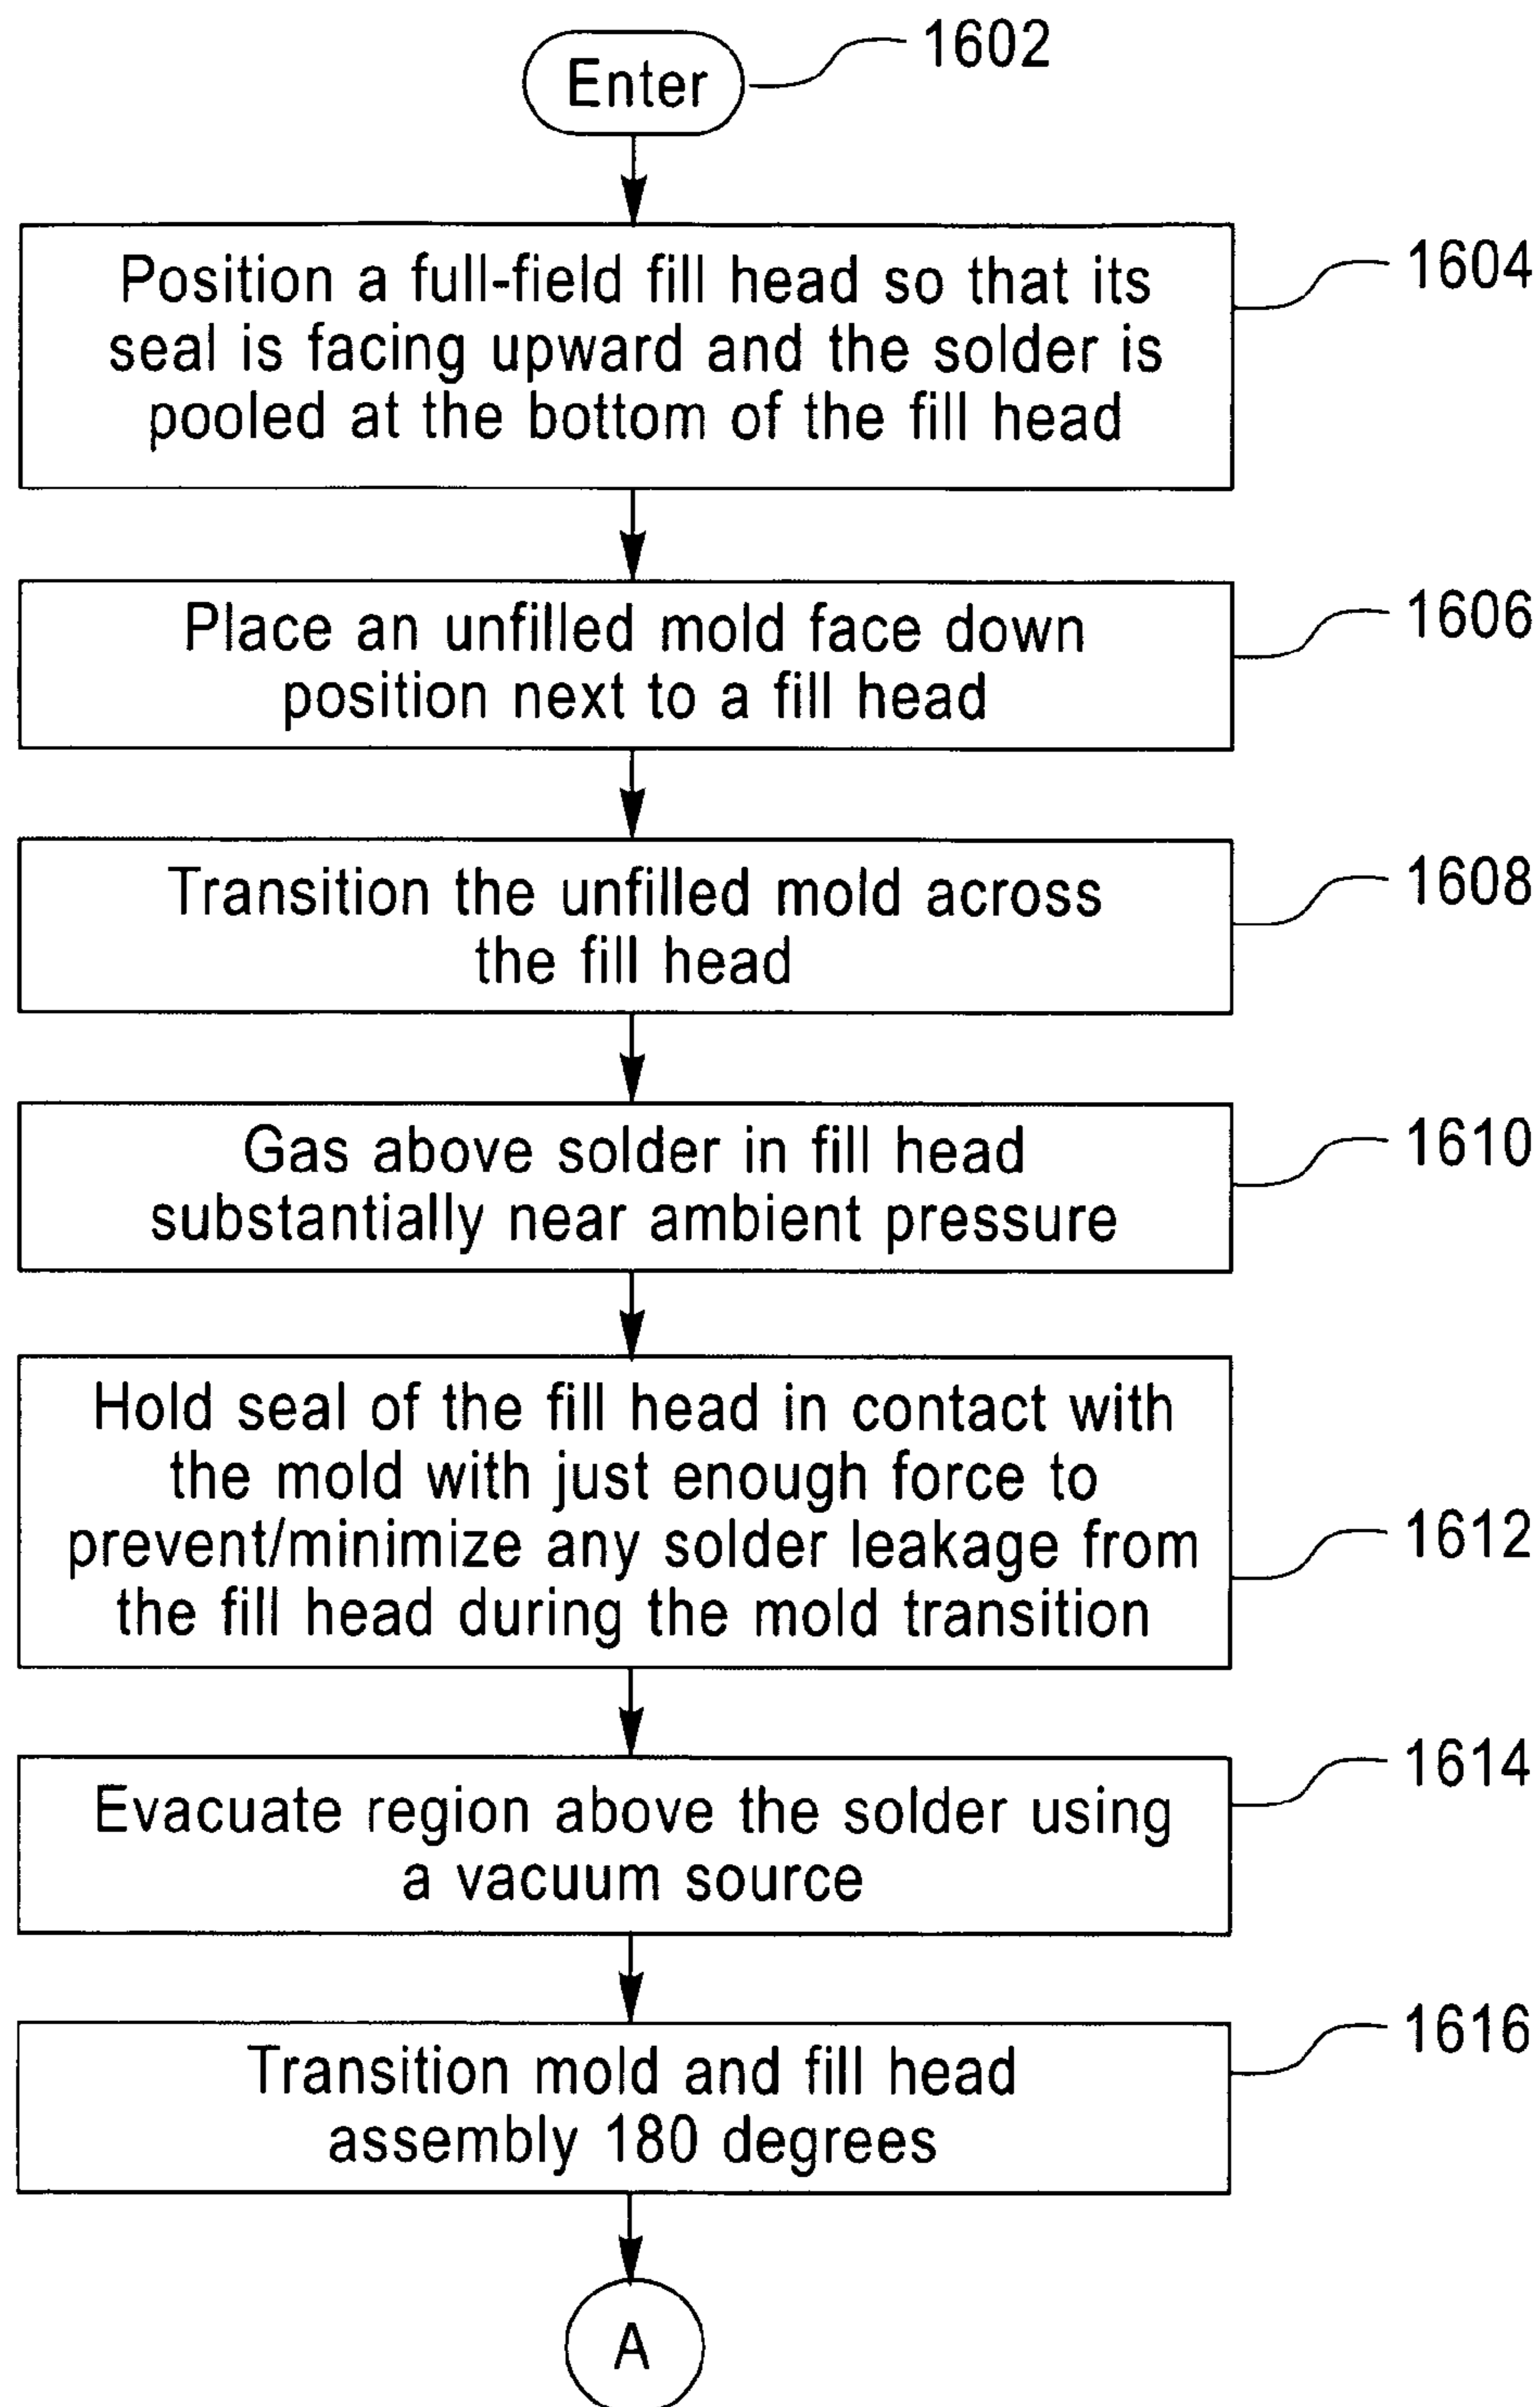 Enter
1602
Position a full-field fill head so that its
seal is facing upward and the solder is
pooled at the bottom of the fill head
1604
Place an unfilled mold face down
position next to a fill head
1606
Transition the unfilled mold across
the fill head
1608
Gas above solder in fill head
substantially near ambient pressure
1610
Hold seal of the fill head in contact with
the mold with just enough force to
prevent/minimize any solder leakage from
the fill head during the mold transition
1612
Evacuate region above the solder using
a vacuum source
1614
Transition mold and fill head
assembly 180 degrees
1616
A